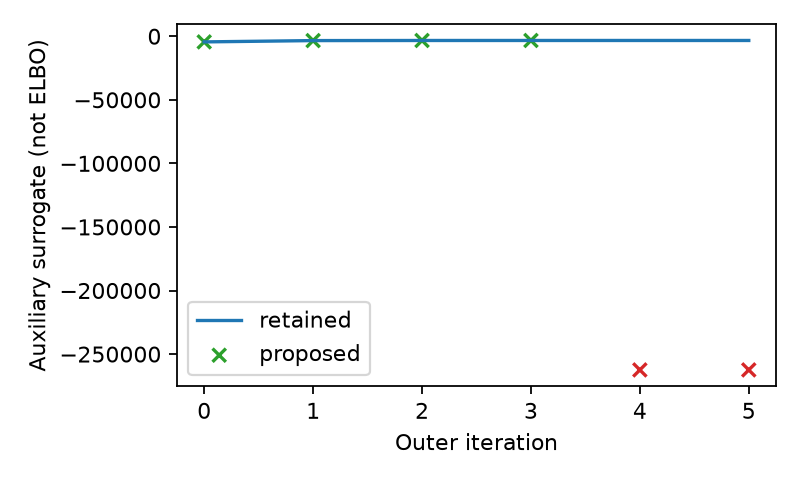 Auxiliary surrogate (not ELBO)
0
−50000
−100000
−150000
−200000
−250000
retained
proposed
0 1 2 3 4 5
Outer iteration